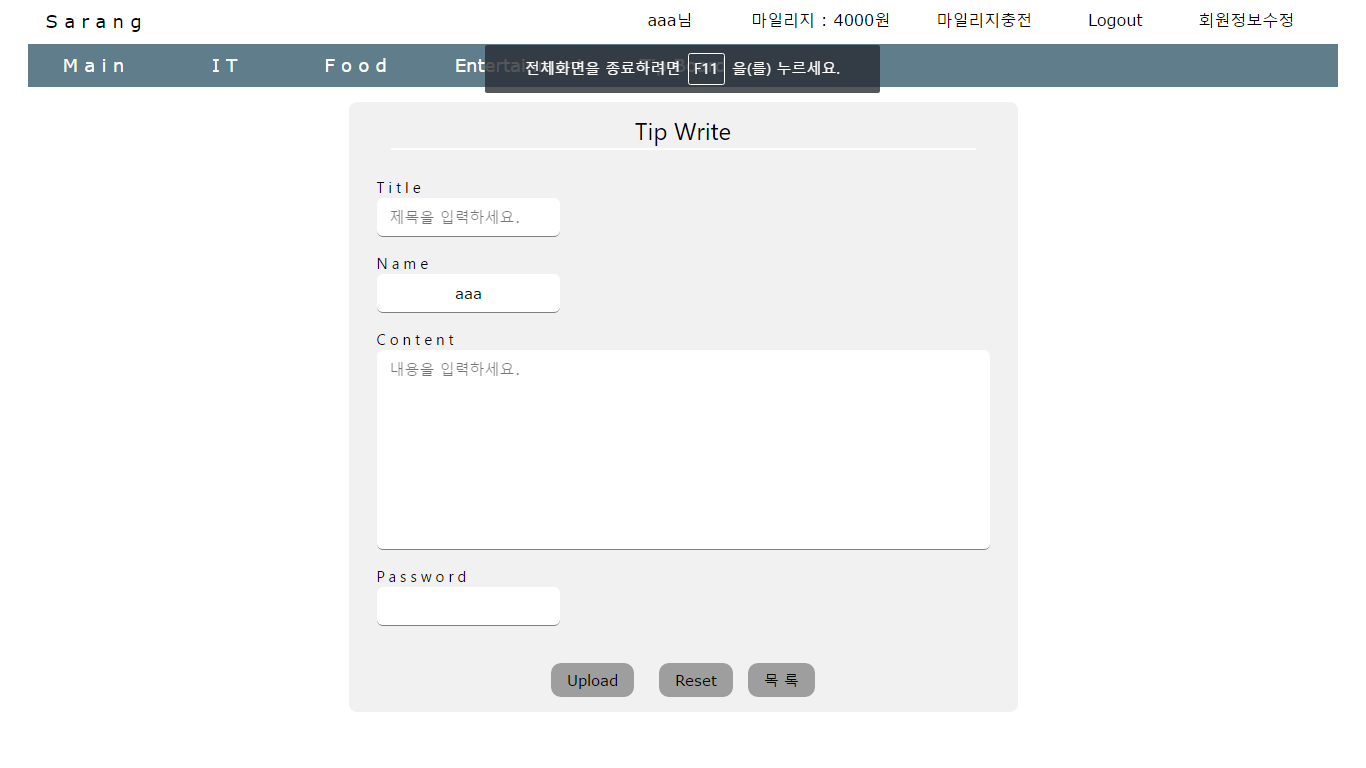 Sarang aaa님 마일리지 : 4000원 마일리지충전 Logout 회원정보수정
Main IT Food
전체화면을 종료하려면 F11 을(를) 누르세요.
Tip Write
Title
제목을 입력하세요.
Name
aaa
Content
내용을 입력하세요.
Password
Upload Reset 목 록